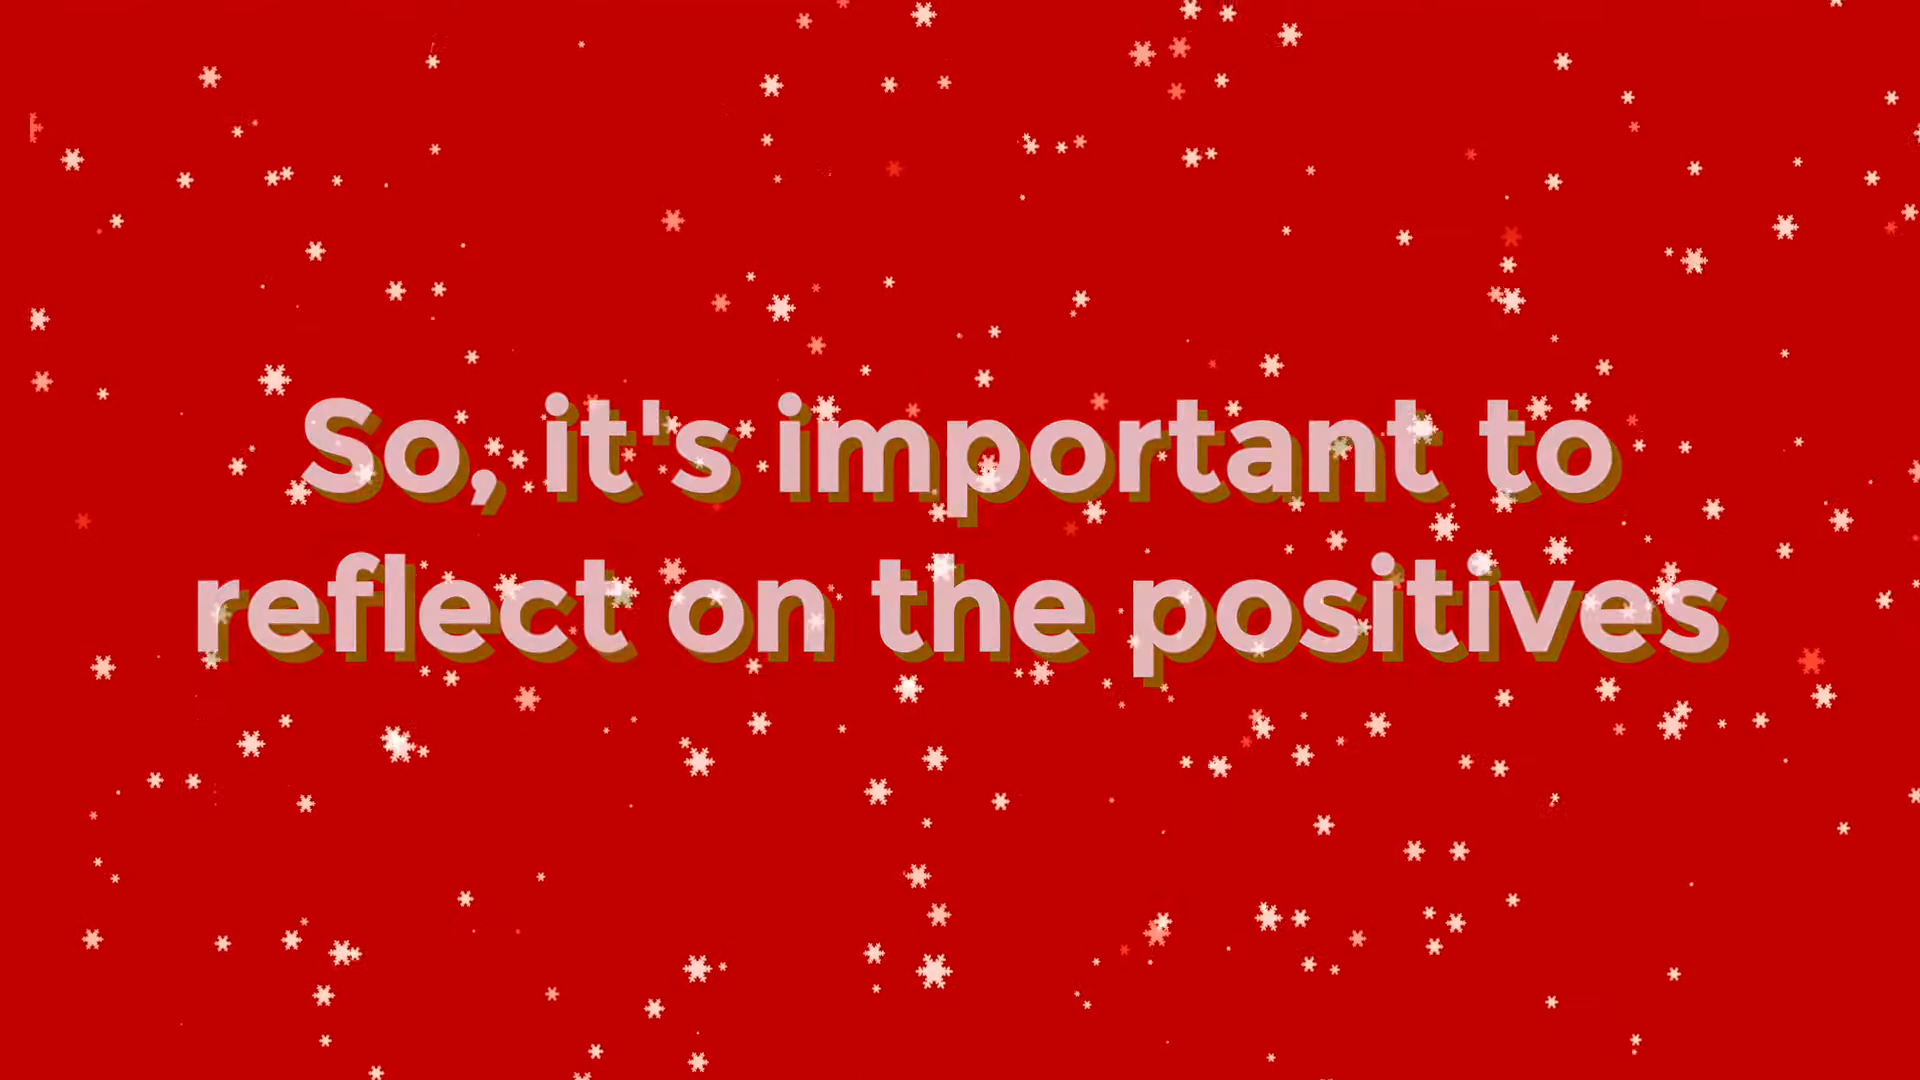 So, it's important to
reflect on the positives